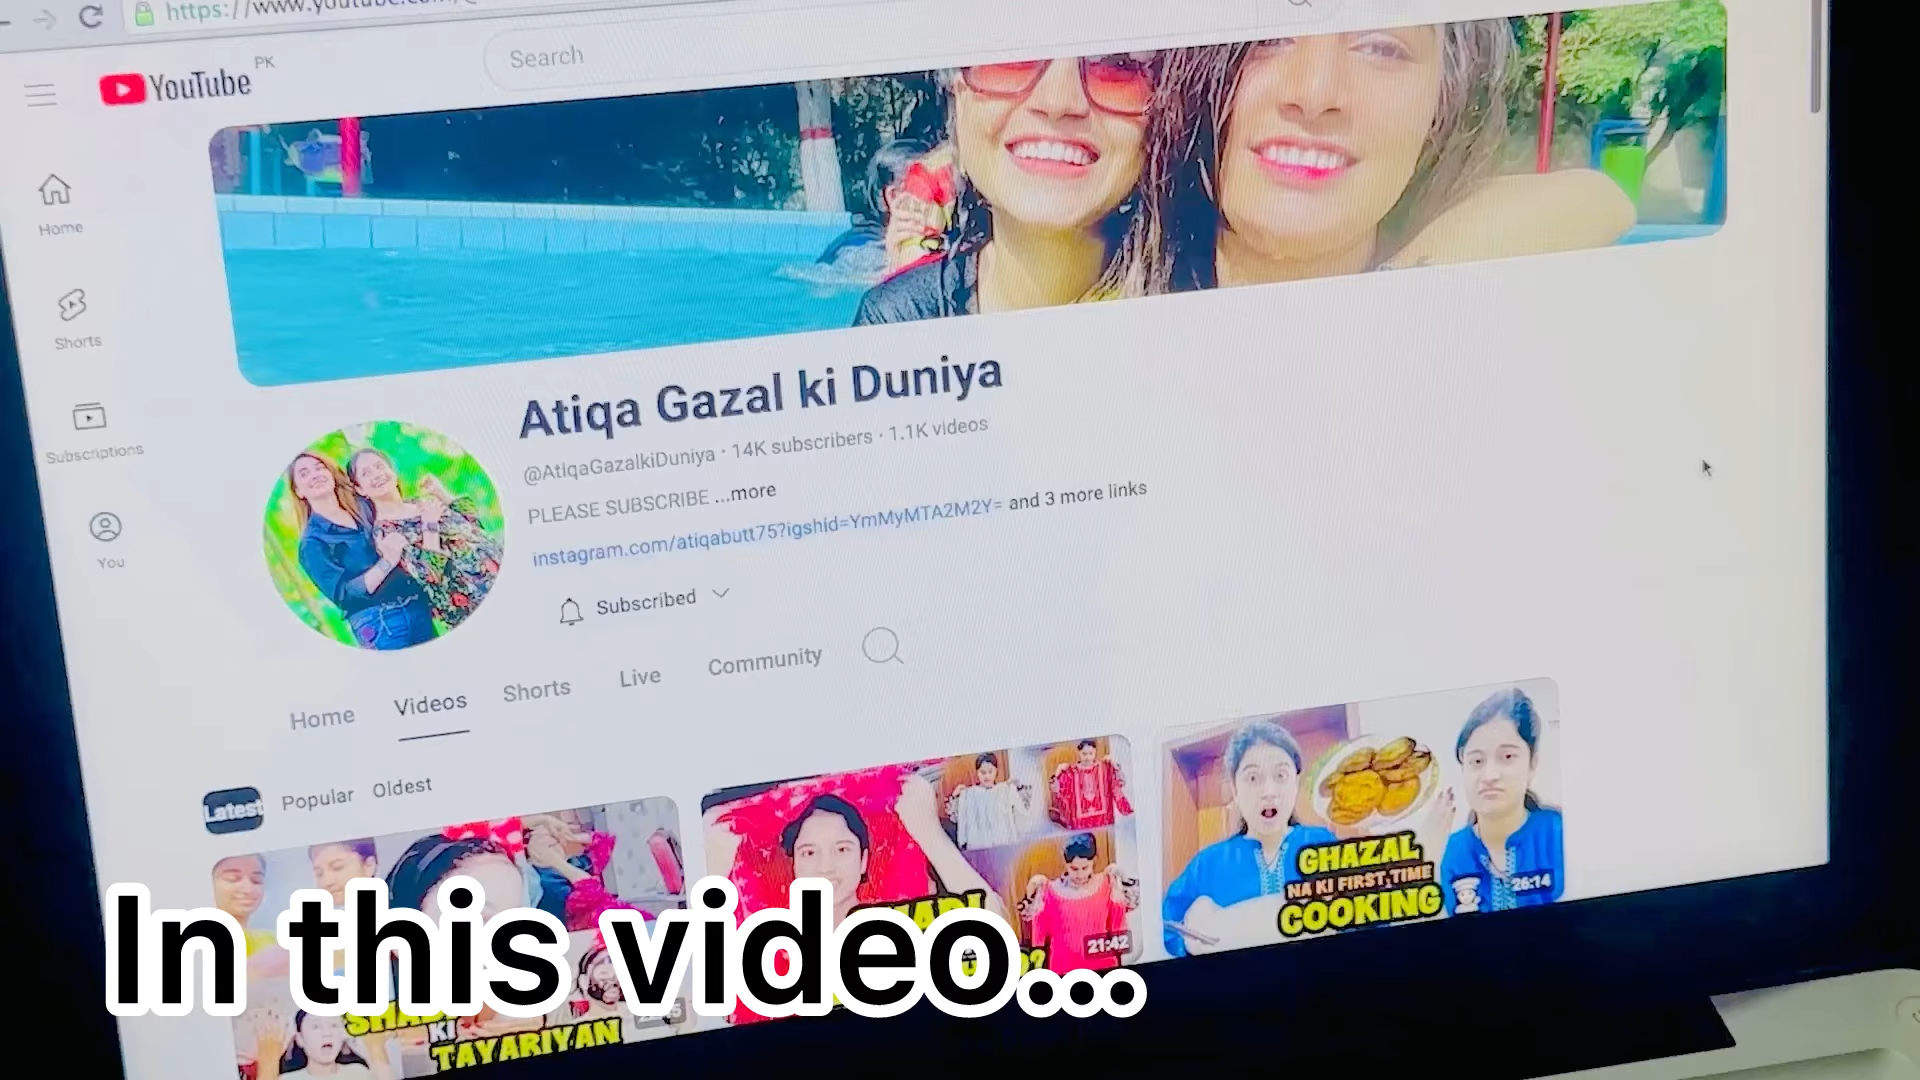 https://www.youtube.com/
YouTube PK
Search
Home
Shorts
Subscriptions
You
Atiqa Gazal ki Duniya
@AtiqaGazalkiDuniya · 14K subscribers · 1.1K videos
PLEASE SUBSCRIBE ...more
instagram.com/atiqabutt75?igshid=YmMyMTA2M2Y= and 3 more links
Subscribed
Home Videos Shorts Live Community
Latest Popular Oldest
KI
TAYARIYAN
21:42
GHAZAL
NA KI FIRST TIME
COOKING
26:14
In this video...